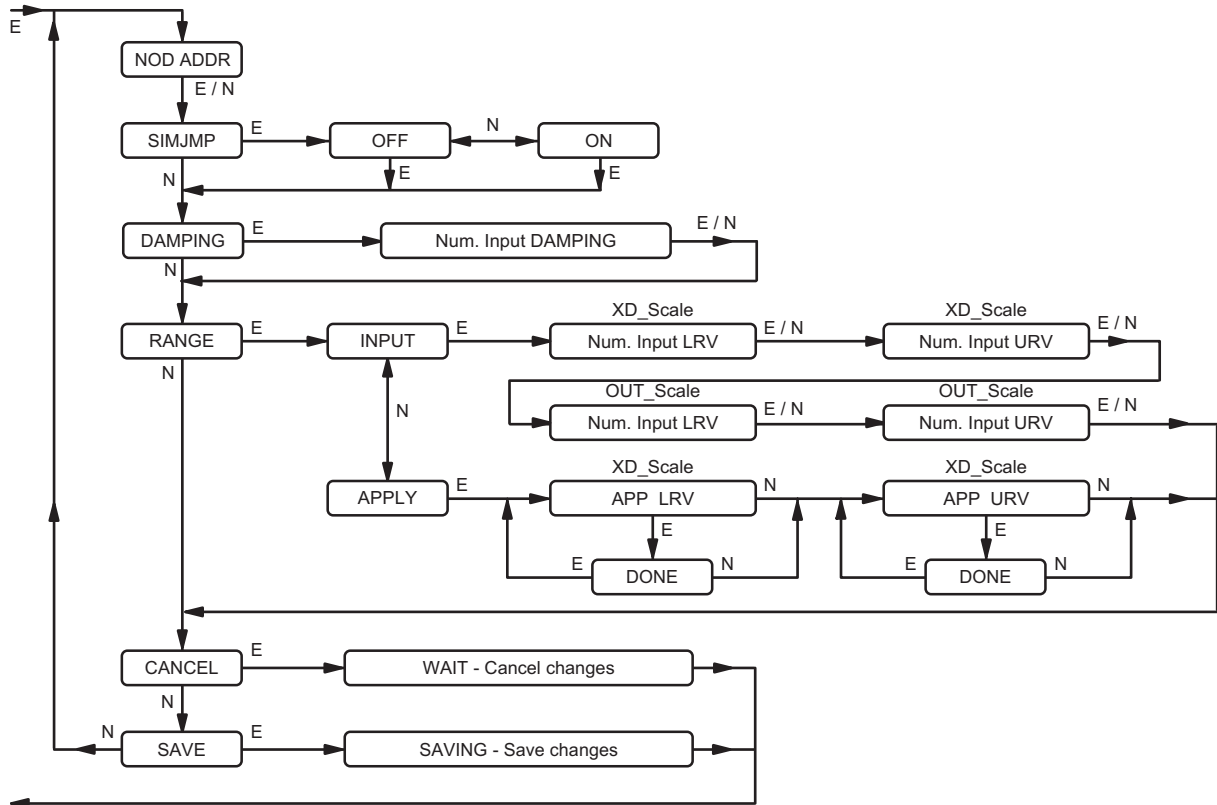 E
NOD ADDR
E / N
SIMJMP
E
OFF
N
ON
N
E
E
DAMPING
E
Num. Input DAMPING
E / N
N
RANGE
E
INPUT
E
XD_Scale
Num. Input LRV
E / N
XD_Scale
Num. Input URV
E / N
N
N
OUT_Scale
Num. Input LRV
E / N
OUT_Scale
Num. Input URV
E / N
APPLY
E
XD_Scale
APP LRV
N
XD_Scale
APP URV
N
E
E
E
DONE
N
E
DONE
N
CANCEL
E
WAIT - Cancel changes
N
N
SAVE
E
SAVING - Save changes